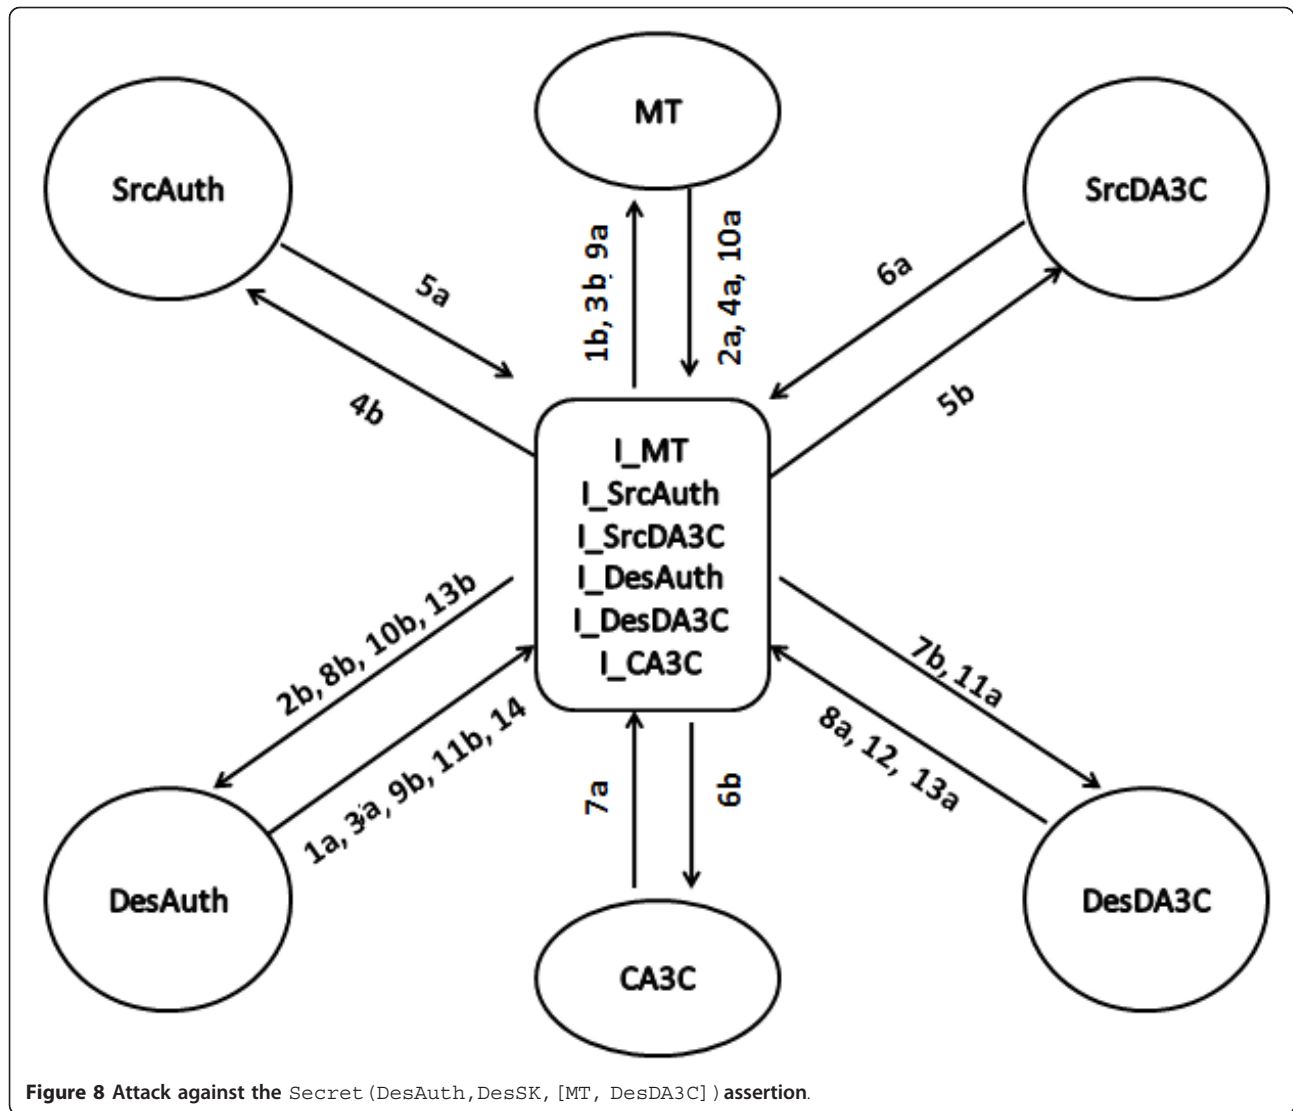 MT
SrcAuth
SrcDA3C
1b, 3b 9a
2a, 4a, 10a
5a
4b
6a
5b
I_MT
I_SrcAuth
I_SrcDA3C
I_DesAuth
I_DesDA3C
I_CA3C
2b, 8b, 10b, 13b
1a, 3a, 9b, 11b, 14
7b, 11a
8a, 12, 13a
7a
6b
DesAuth
CA3C
DesDA3C
Figure 8 Attack against the Secret(DesAuth,DesSK,[MT, DesDA3C])assertion.